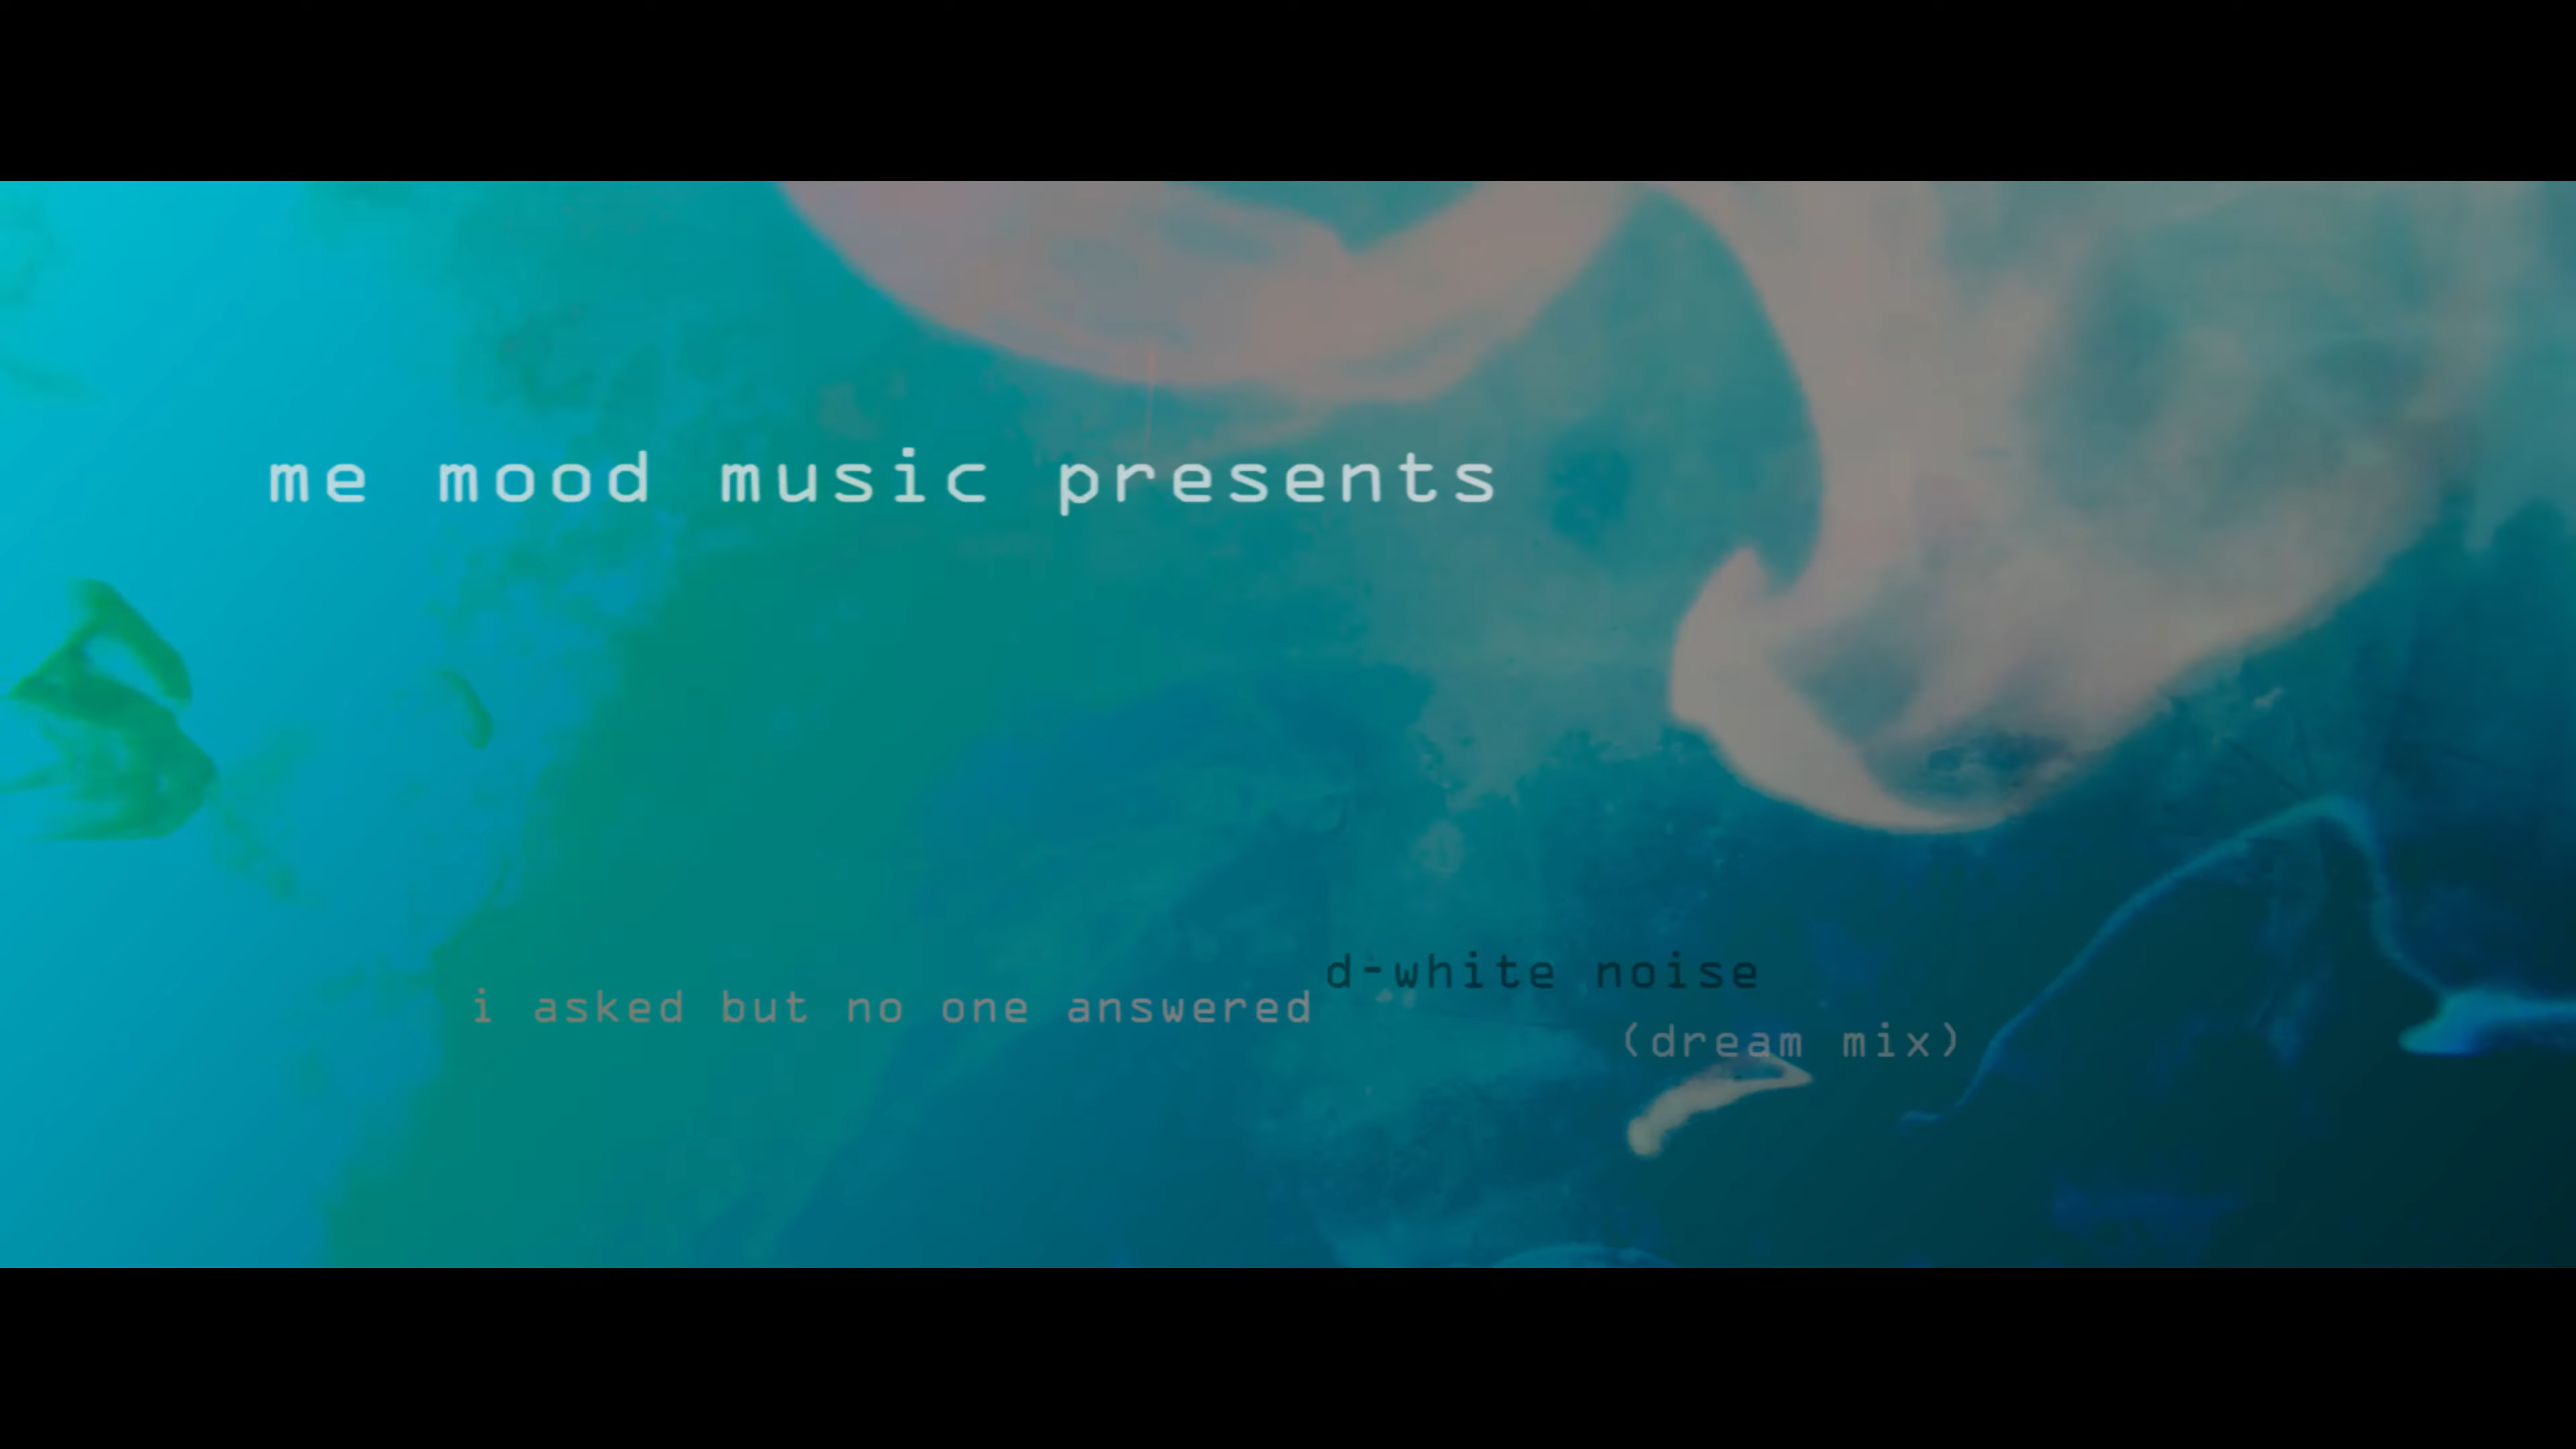 me mood music presents
d-white noise
i asked but no one answered
(dream mix)